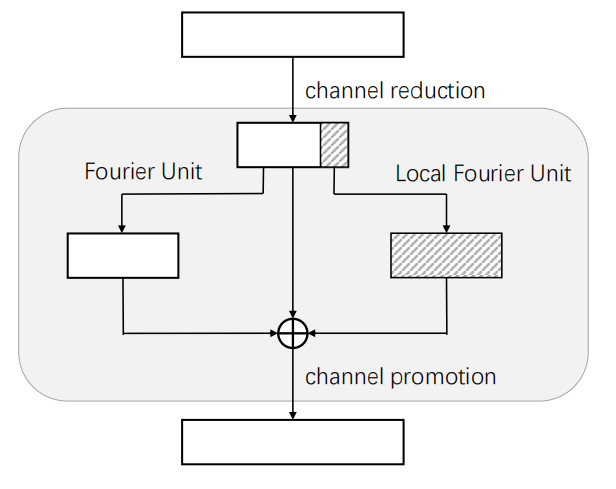 channel reduction
Fourier Unit
Local Fourier Unit
channel promotion